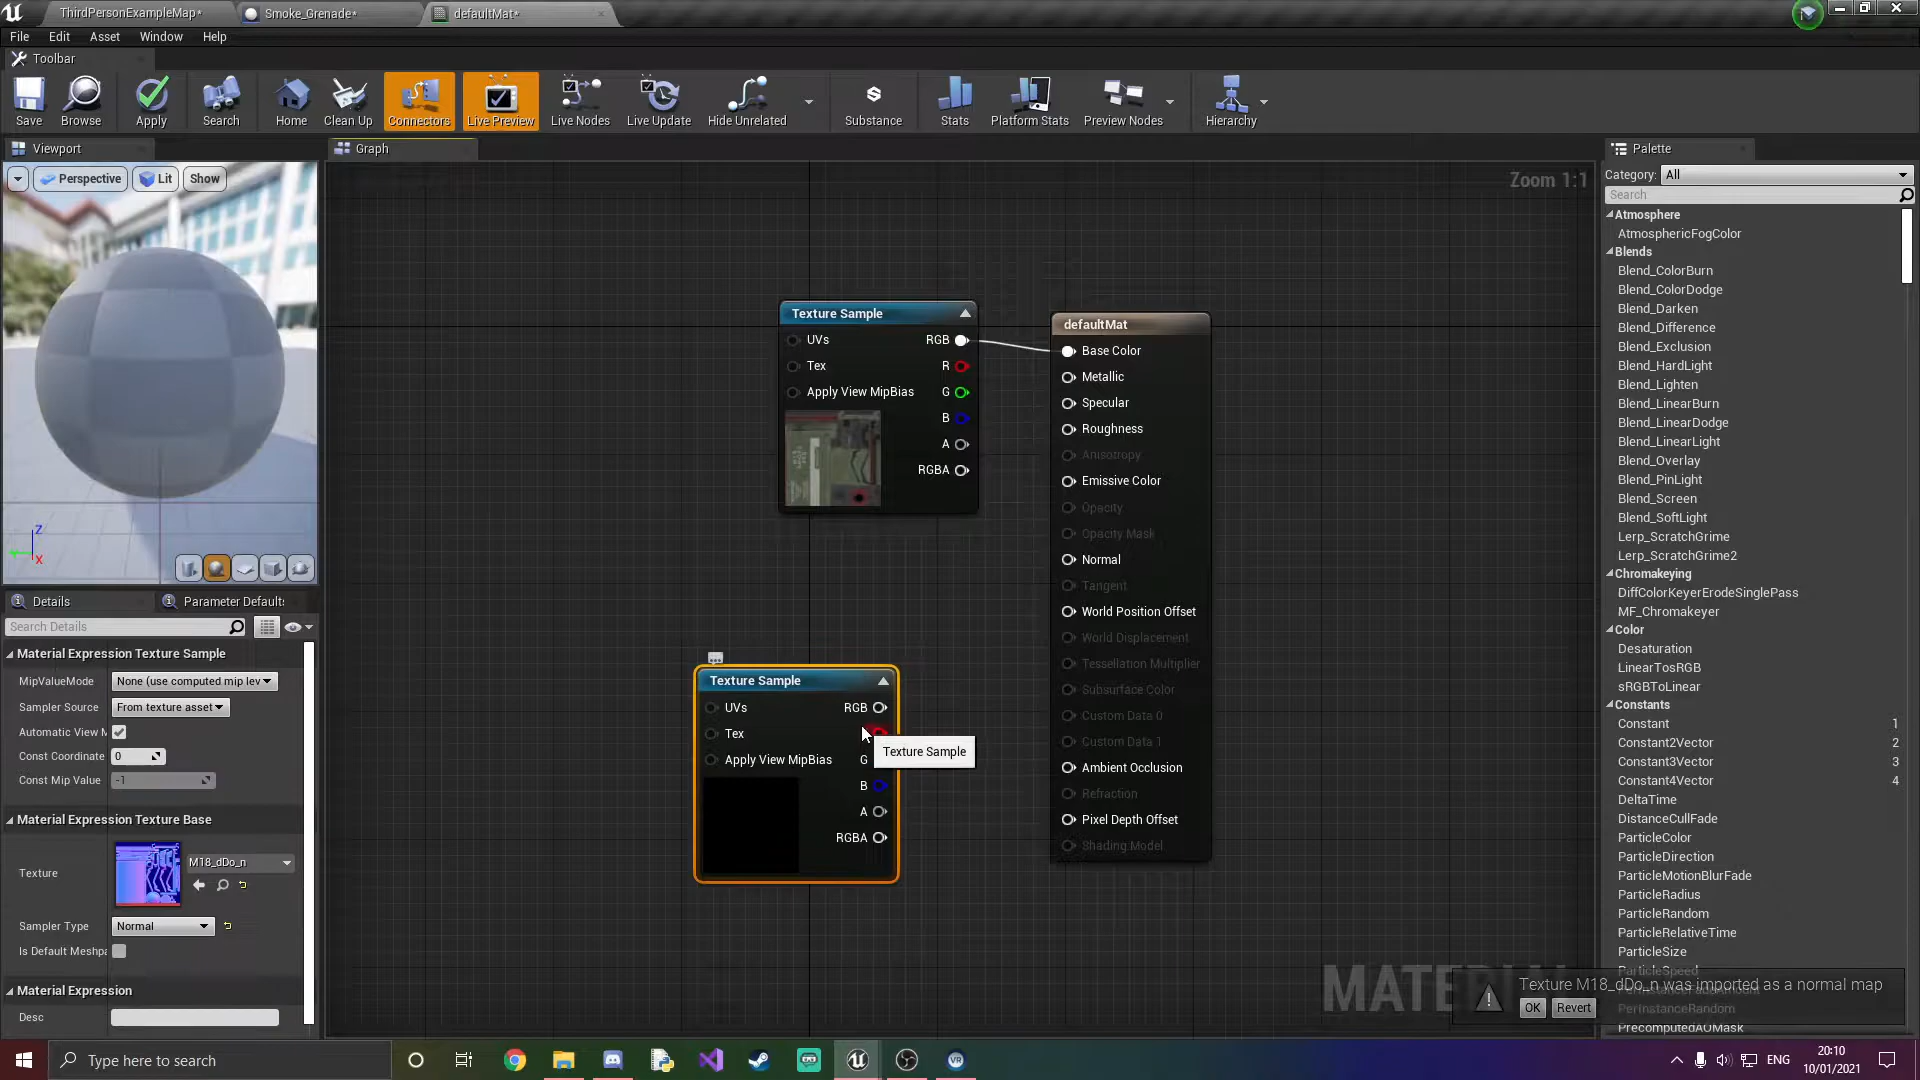 ThirdPersonExampleMap*
Smoke_Grenade*
defaultMat*
File
Edit
Asset
Window
Help
Toolbar
Save
Browse
Apply
Search
Home
Clean Up
Connectors
Live Preview
Live Nodes
Live Update
Hide Unrelated
Substance
Stats
Platform Stats
Preview Nodes
Hierarchy
Viewport
Perspective
Lit
Show
Z
X
Details
Parameter Defaults
Search Details
Material Expression Texture Sample
MipValueMode
None (use computed mip lev
Sampler Source
From texture asset
Automatic View M
Const Coordinate
0
Const Mip Value
-1
Material Expression Texture Base
Texture
M18_dDo_n
Sampler Type
Normal
Is Default Meshpa
Material Expression
Desc
Graph
Zoom 1:1
Texture Sample
UVs
RGB
Tex
R
Apply View MipBias
G
B
A
RGBA
defaultMat
Base Color
Metallic
Specular
Roughness
Anisotropy
Emissive Color
Opacity
Opacity Mask
Normal
Tangent
World Position Offset
World Displacement
Tessellation Multiplier
Subsurface Color
Custom Data 0
Custom Data 1
Ambient Occlusion
Refraction
Pixel Depth Offset
Shading Model
Texture Sample
UVs
RGB
Tex
Texture Sample
Apply View MipBias
G
B
A
RGBA
Palette
Category:
All
Search
Atmosphere
AtmosphericFogColor
Blends
Blend_ColorBurn
Blend_ColorDodge
Blend_Darken
Blend_Difference
Blend_Exclusion
Blend_HardLight
Blend_Lighten
Blend_LinearBurn
Blend_LinearDodge
Blend_LinearLight
Blend_Overlay
Blend_PinLight
Blend_Screen
Blend_SoftLight
Lerp_ScratchGrime
Lerp_ScratchGrime2
Chromakeying
DiffColorKeyerErodeSinglePass
MF_Chromakeyer
Color
Desaturation
LinearTosRGB
sRGBToLinear
Constants
Constant 1
Constant2Vector 2
Constant3Vector 3
Constant4Vector 4
DeltaTime
DistanceCullFade
ParticleColor
ParticleDirection
ParticleMotionBlurFade
ParticleRadius
ParticleRandom
ParticleRelativeTime
ParticleSize
ParticleSpeed
PerInstanceRandom
PrecomputedAOMask
Texture M18_dDo_n was imported as a normal map
OK
Revert
Type here to search
ENG
20:10
10/01/2021